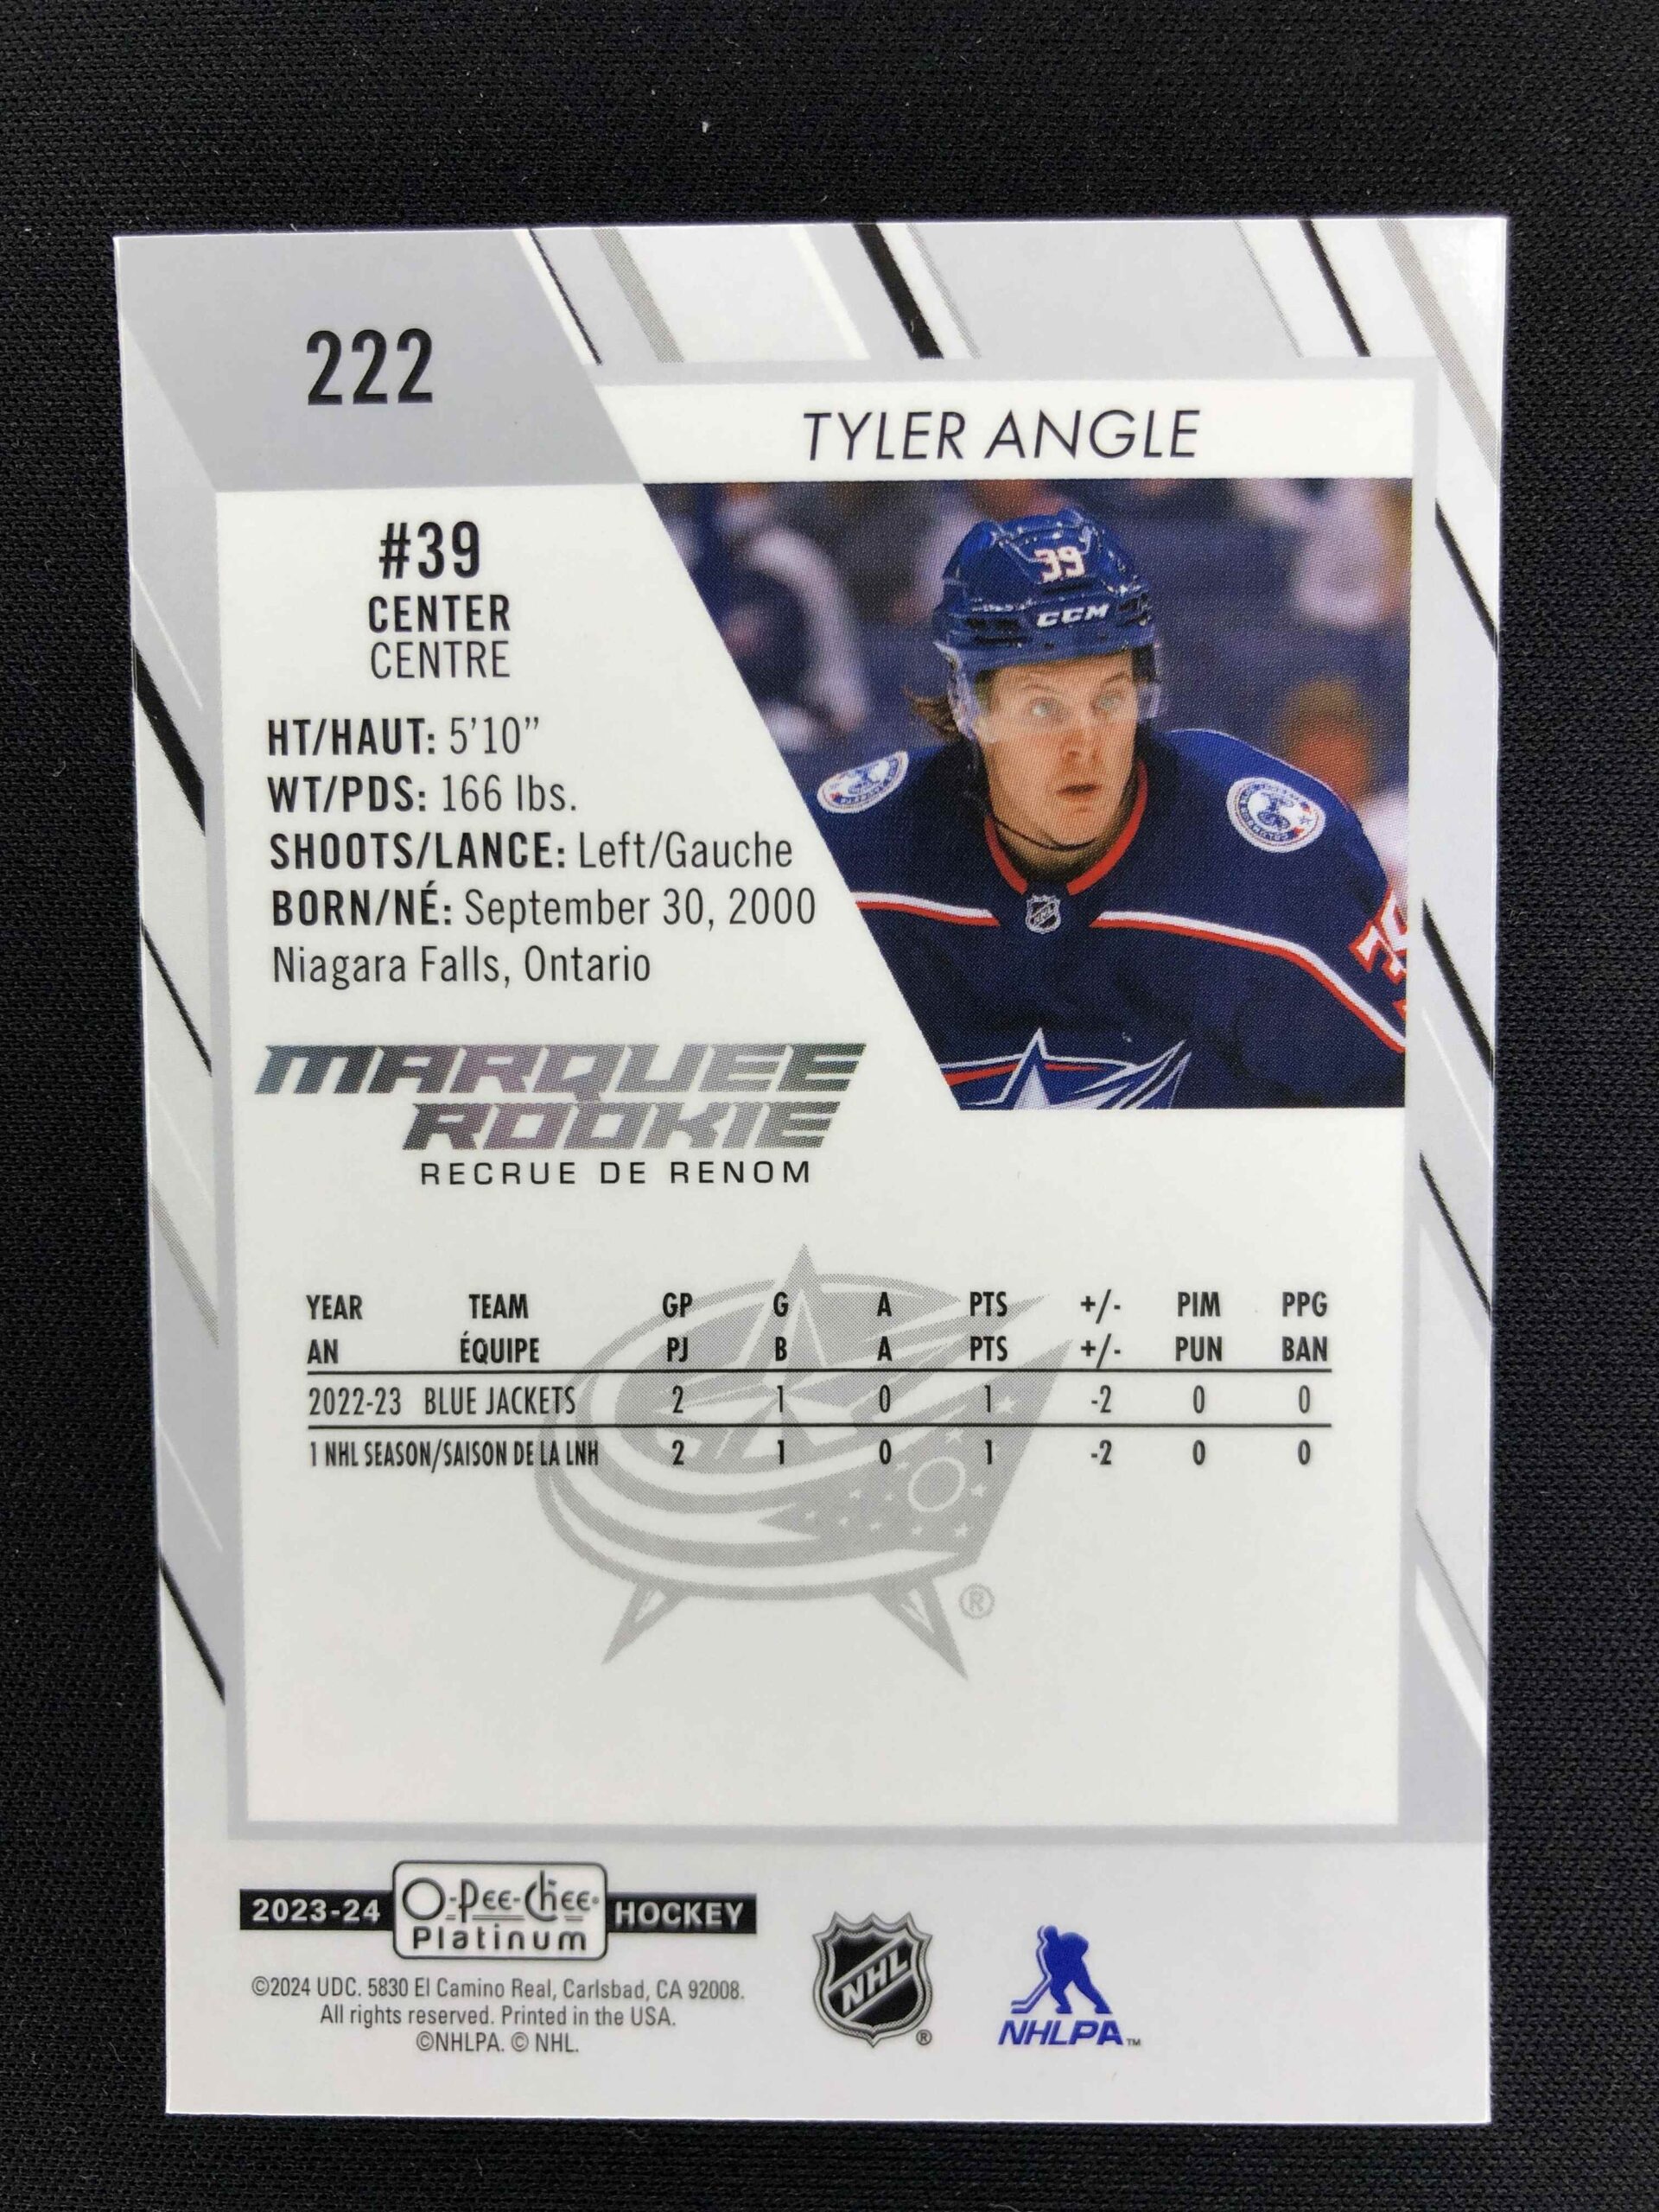 222
TYLER ANGLE
#39
CENTER
CENTRE
HT/HAUT: 5'10"
WT/PDS: 166 lbs.
SHOOTS/LANCE: Left/Gauche
BORN/NÉ: September 30, 2000
Niagara Falls, Ontario
39
CCM
MARQUEE
ROOKIE
RECRUE DE RENOM
YEAR TEAM GP G A PTS +/- PIM PPG
AN ÉQUIPE PJ B A PTS +/- PUN BAN
2022-23 BLUE JACKETS 2 1 0 1 -2 0 0
1 NHL SEASON/SAISON DE LA LNH 2 1 0 1 -2 0 0
®
2023-24 O-Pee-Chee® HOCKEY
Platinum
©2024 UDC. 5830 El Camino Real, Carlsbad, CA 92008.
All rights reserved. Printed in the USA.
©NHLPA. © NHL.
NHL ®
NHLPA™